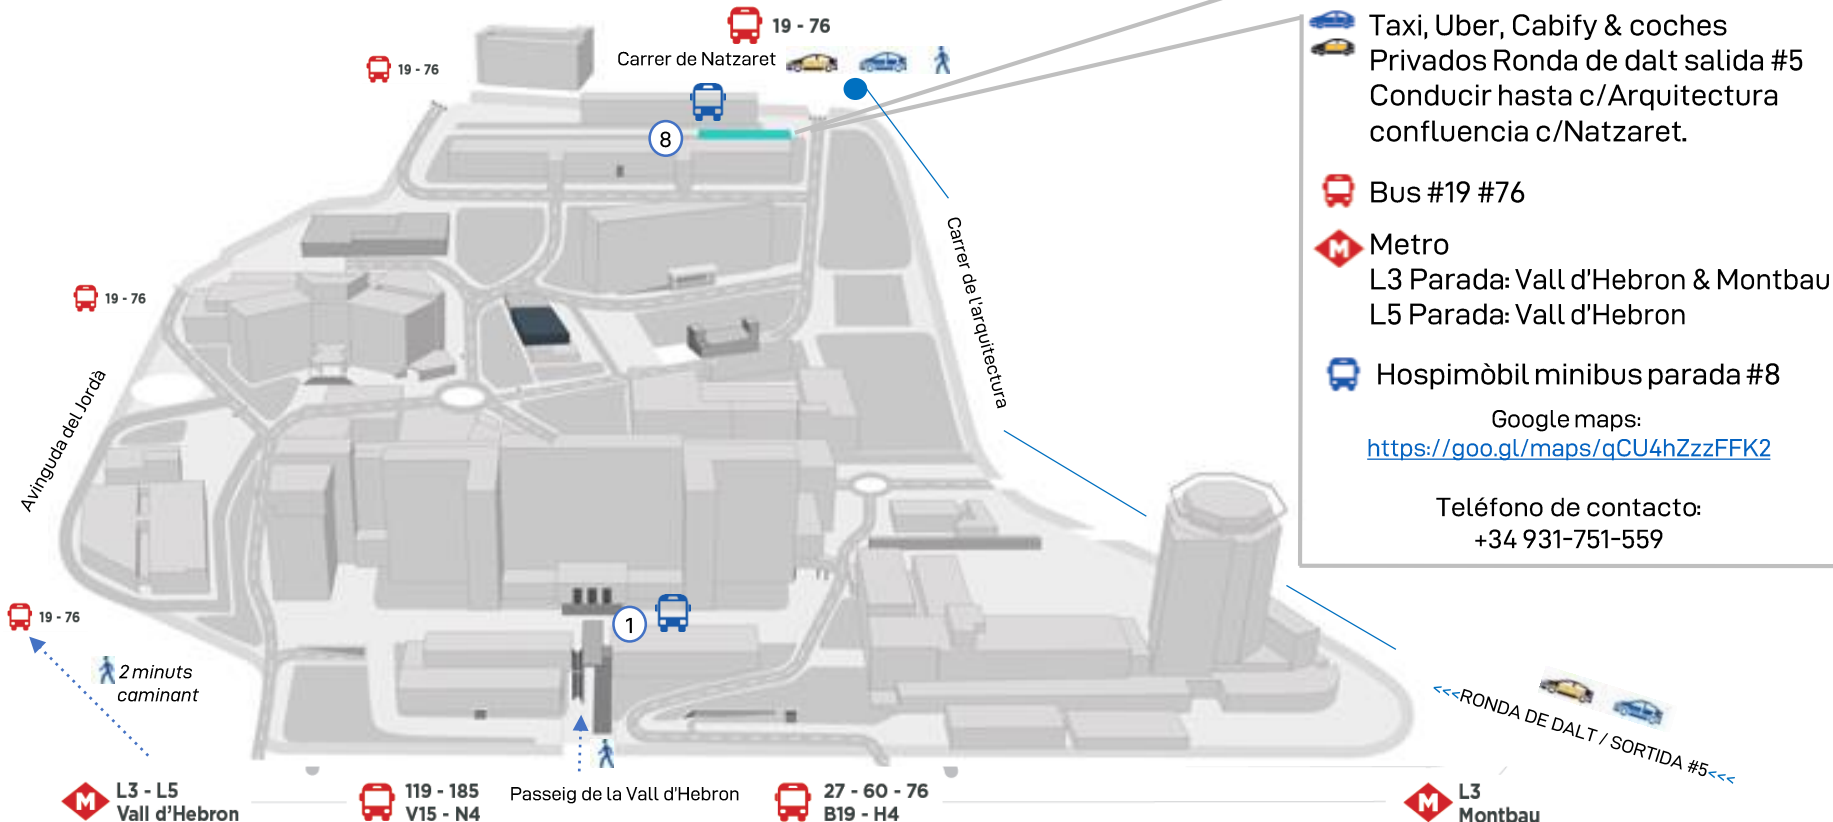 19 - 76
Carrer de Natzaret
19 - 76
8
19 - 76
Carrer de l'arquitectura
Avinguda del Jordà
1
19 - 76
2 minuts
caminant
<<<RONDA DE DALT / SORTIDA #5<<<
M
L3 - L5
Vall d'Hebron
119 - 185
V15 - N4
Passeig de la Vall d'Hebron
27 - 60 - 76
B19 - H4
M
L3
Montbau
Taxi, Uber, Cabify & coches
Privados Ronda de dalt salida #5
Conducir hasta c/Arquitectura
confluencia c/Natzaret.
Bus #19 #76
M
Metro
L3 Parada: Vall d'Hebron & Montbau
L5 Parada: Vall d'Hebron
Hospimòbil minibus parada #8
Google maps:
https://goo.gl/maps/qCU4hZzzFFK2
Teléfono de contacto:
+34 931-751-559